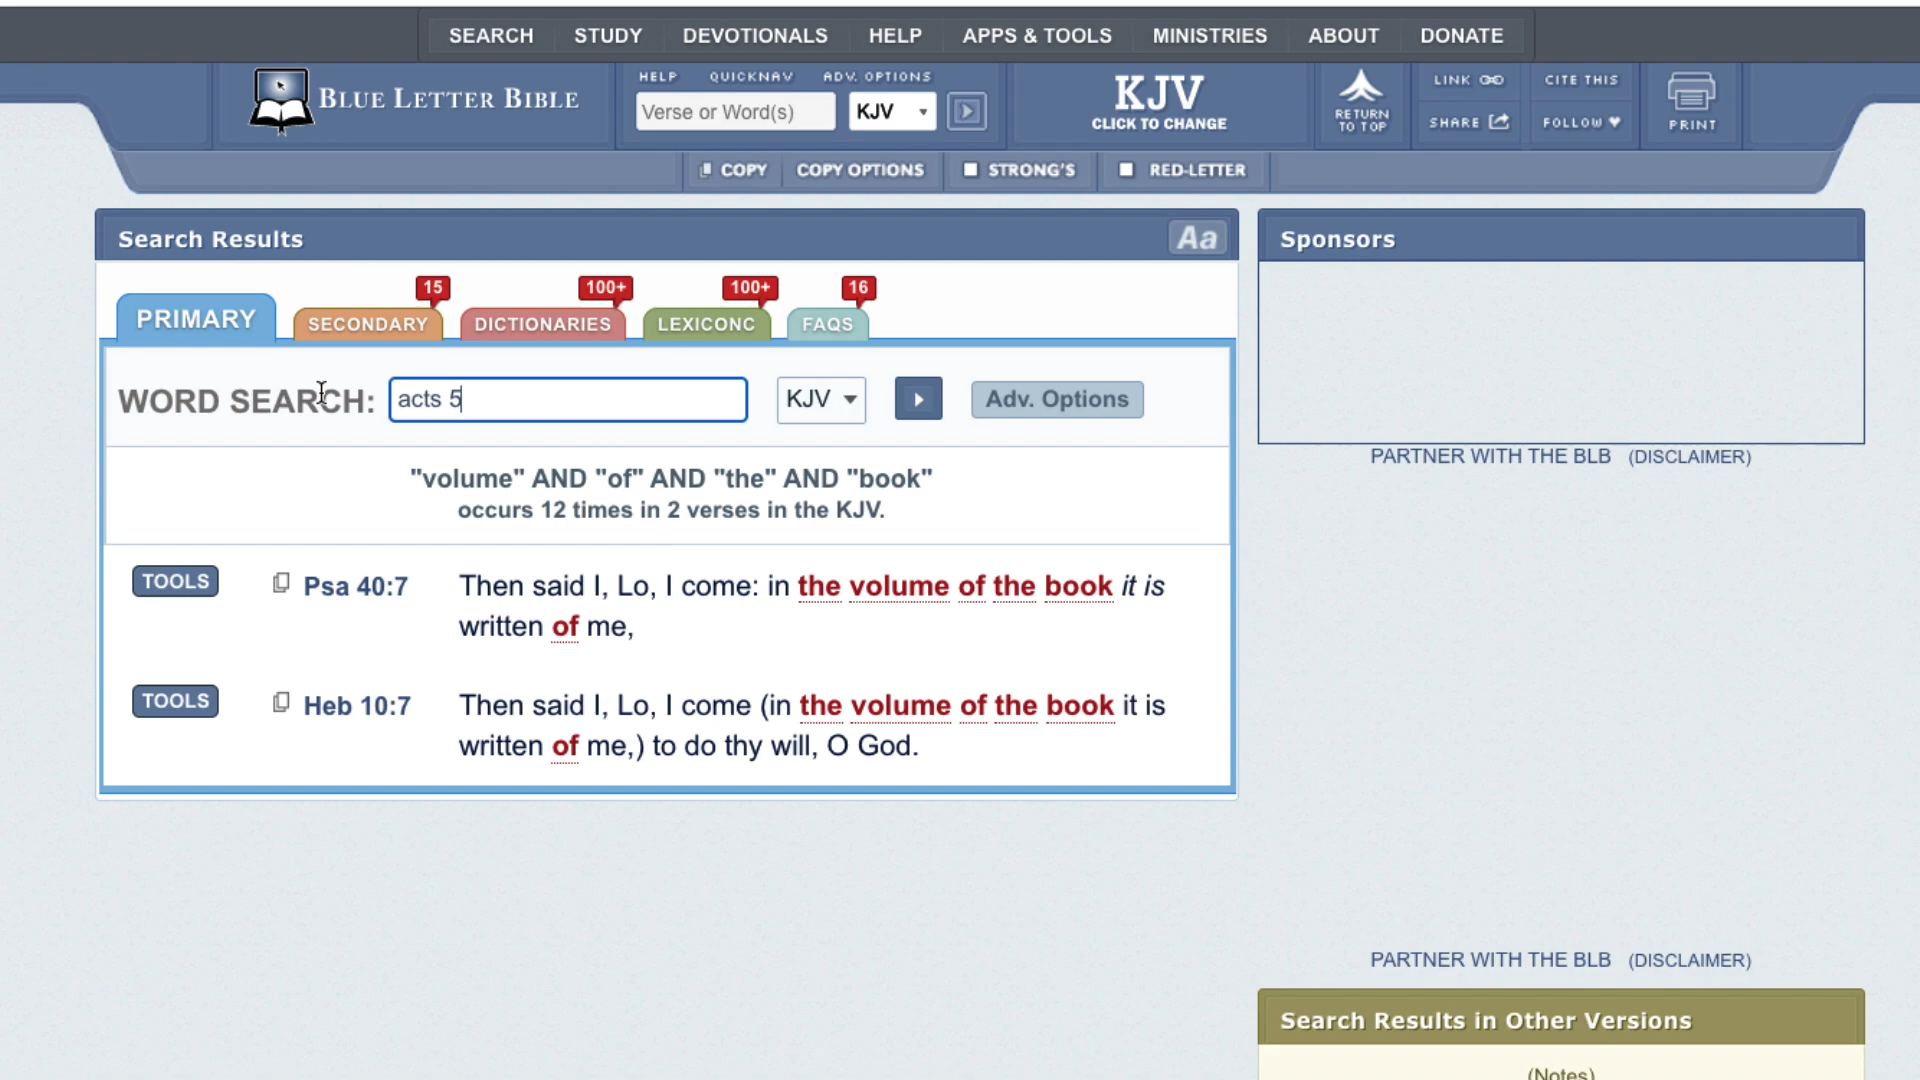 SEARCH STUDY DEVOTIONALS HELP APPS & TOOLS MINISTRIES ABOUT DONATE
BLUE LETTER BIBLE
HELP QUICKNAV ADV. OPTIONS
Verse or Word(s) KJV
KJV
CLICK TO CHANGE
RETURN
TO TOP
LINK CITE THIS
SHARE FOLLOW
PRINT
COPY COPY OPTIONS STRONG'S RED-LETTER
Search Results Aa
15 100+ 100+ 16
PRIMARY SECONDARY DICTIONARIES LEXICONC FAQS
WORD SEARCH: acts 5 KJV Adv. Options
"volume" AND "of" AND "the" AND "book"
occurs 12 times in 2 verses in the KJV.
TOOLS Psa 40:7 Then said I, Lo, I come: in the volume of the book it is
written of me,
TOOLS Heb 10:7 Then said I, Lo, I come (in the volume of the book it is
written of me,) to do thy will, O God.
Sponsors
PARTNER WITH THE BLB (DISCLAIMER)
PARTNER WITH THE BLB (DISCLAIMER)
Search Results in Other Versions
(Notes)